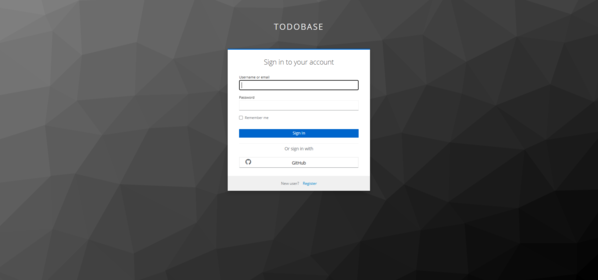 TODOBASE
Sign in to your account
Username or email
Password
Remember me
Sign In
Or sign in with
GitHub
New user? Register